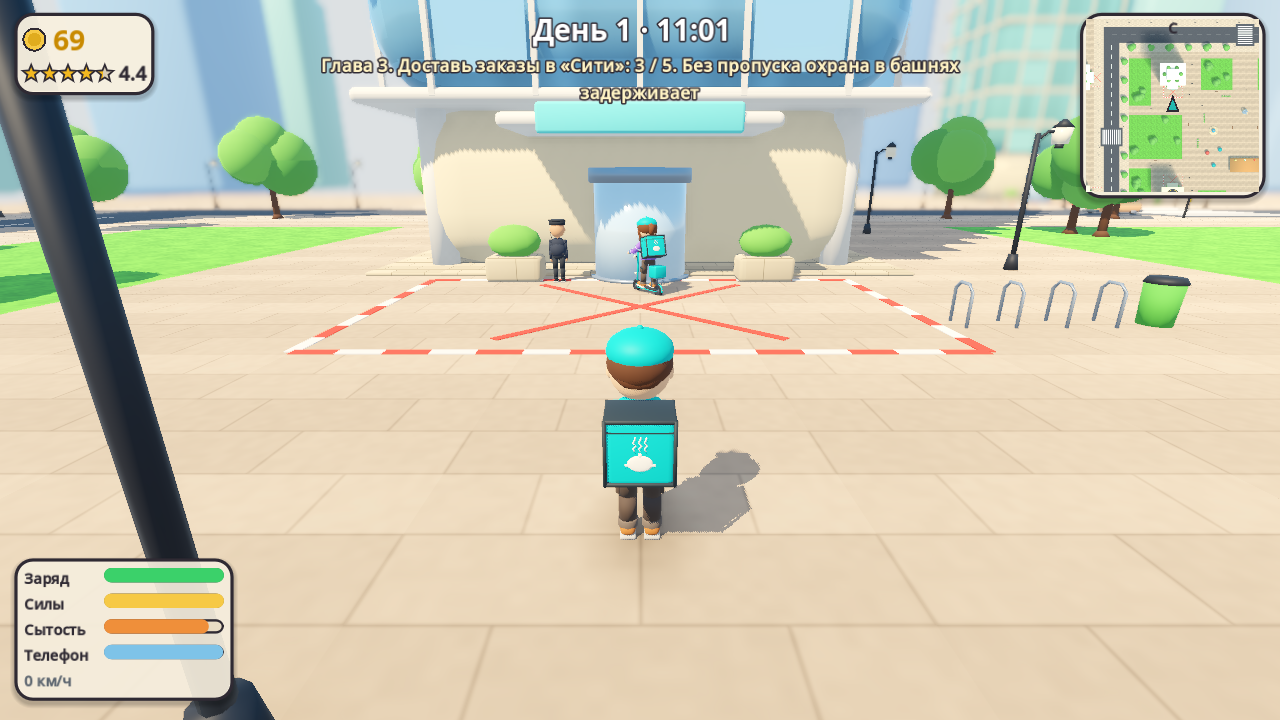 69
4.4
День 1 · 11:01
Глава 3. Доставь заказы в «Сити»: 3 / 5. Без пропуска охрана в башнях
задерживает
С
Заряд
Силы
Сытость
Телефон
0 км/ч